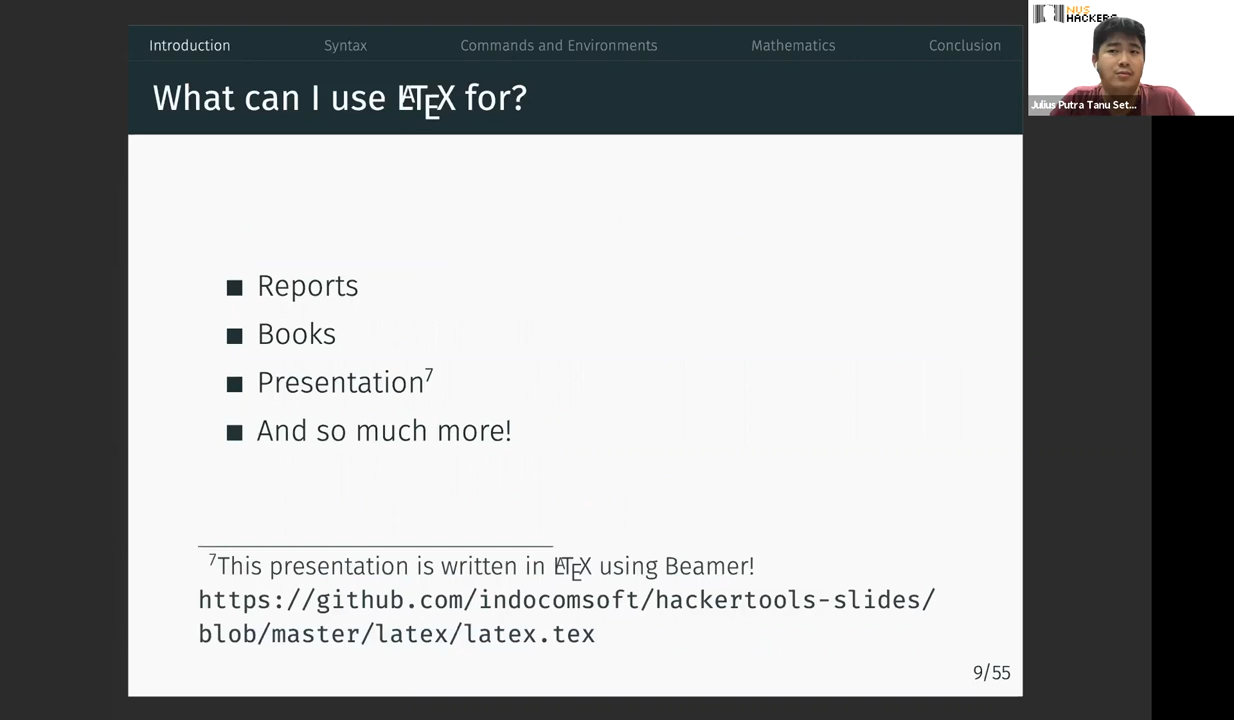 Introduction Syntax Commands and Environments Mathematics Conclusion
What can I use LATEX for?
Reports
Books
Presentation⁷
And so much more!
⁷This presentation is written in LATEX using Beamer!
https://github.com/indocomsoft/hackertools-slides/
blob/master/latex/latex.tex
9/55
NUS
HACKERS
Julius Putra Tanu Set...